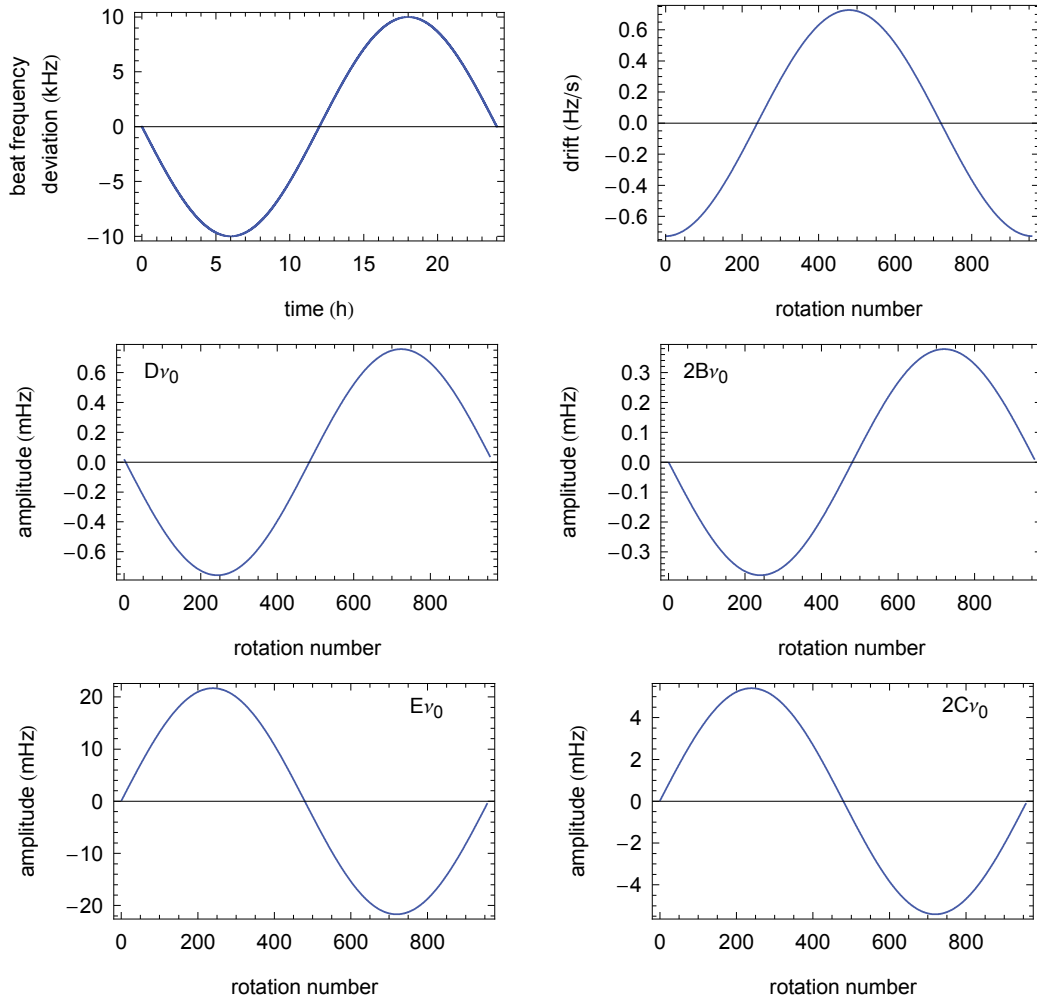 beat frequency
deviation (kHz)
10
5
0
−5
−10
0 5 10 15 20
time (h)
drift (Hz/s)
0.6
0.4
0.2
0.0
−0.2
−0.4
−0.6
0 200 400 600 800
rotation number
Dν0
amplitude (mHz)
0.6
0.4
0.2
0.0
−0.2
−0.4
−0.6
0 200 400 600 800
rotation number
2Bν0
amplitude (mHz)
0.3
0.2
0.1
0.0
−0.1
−0.2
−0.3
0 200 400 600 800
rotation number
Eν0
amplitude (mHz)
20
10
0
−10
−20
0 200 400 600 800
rotation number
2Cν0
amplitude (mHz)
4
2
0
−2
−4
0 200 400 600 800
rotation number